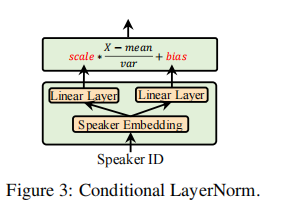 scale * X − mean / var + bias
Linear Layer Linear Layer
Speaker Embedding
Speaker ID
Figure 3: Conditional LayerNorm.